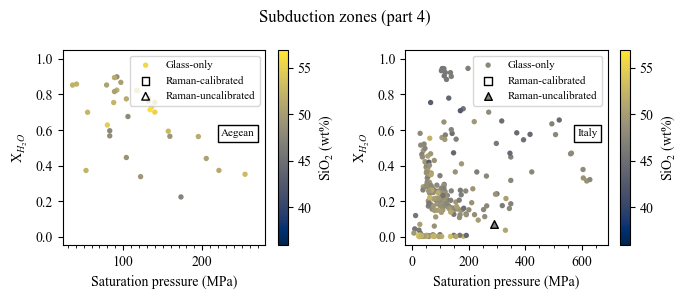 Subduction zones (part 4)
1.0
0.8
0.6
0.4
0.2
0.0
X_{H_2O}
Glass-only
Raman-calibrated
Raman-uncalibrated
Aegean
100
200
Saturation pressure (MPa)
55
50
45
40
SiO₂ (wt%)
1.0
0.8
0.6
0.4
0.2
0.0
X_{H_2O}
Glass-only
Raman-calibrated
Raman-uncalibrated
Italy
0
200
400
600
Saturation pressure (MPa)
55
50
45
40
SiO₂ (wt%)